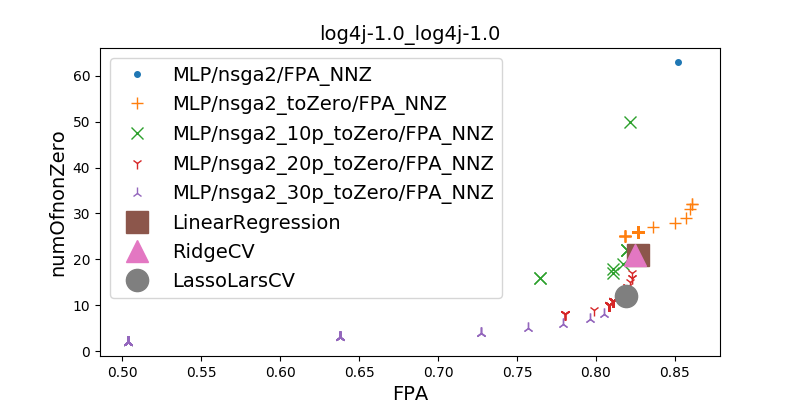 log4j-1.0_log4j-1.0
numOfnonZero
60
50
40
30
20
10
0
MLP/nsga2/FPA_NNZ
MLP/nsga2_toZero/FPA_NNZ
MLP/nsga2_10p_toZero/FPA_NNZ
MLP/nsga2_20p_toZero/FPA_NNZ
MLP/nsga2_30p_toZero/FPA_NNZ
LinearRegression
RidgeCV
LassoLarsCV
0.50 0.55 0.60 0.65 0.70 0.75 0.80 0.85
FPA